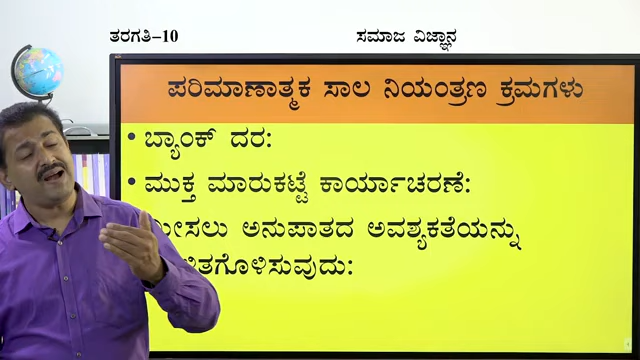 ತರಗತಿ–10
ಸಮಾಜ ವಿಜ್ಞಾನ
ಪರಿಮಾಣಾತ್ಮಕ ಸಾಲ ನಿಯಂತ್ರಣ ಕ್ರಮಗಳು
• ಬ್ಯಾಂಕ್ ದರ:
• ಮುಕ್ತ ಮಾರುಕಟ್ಟೆ ಕಾರ್ಯಾಚರಣೆ:
ಅನುಪಾತದ ಅವಶ್ಯಕತೆಯನ್ನು